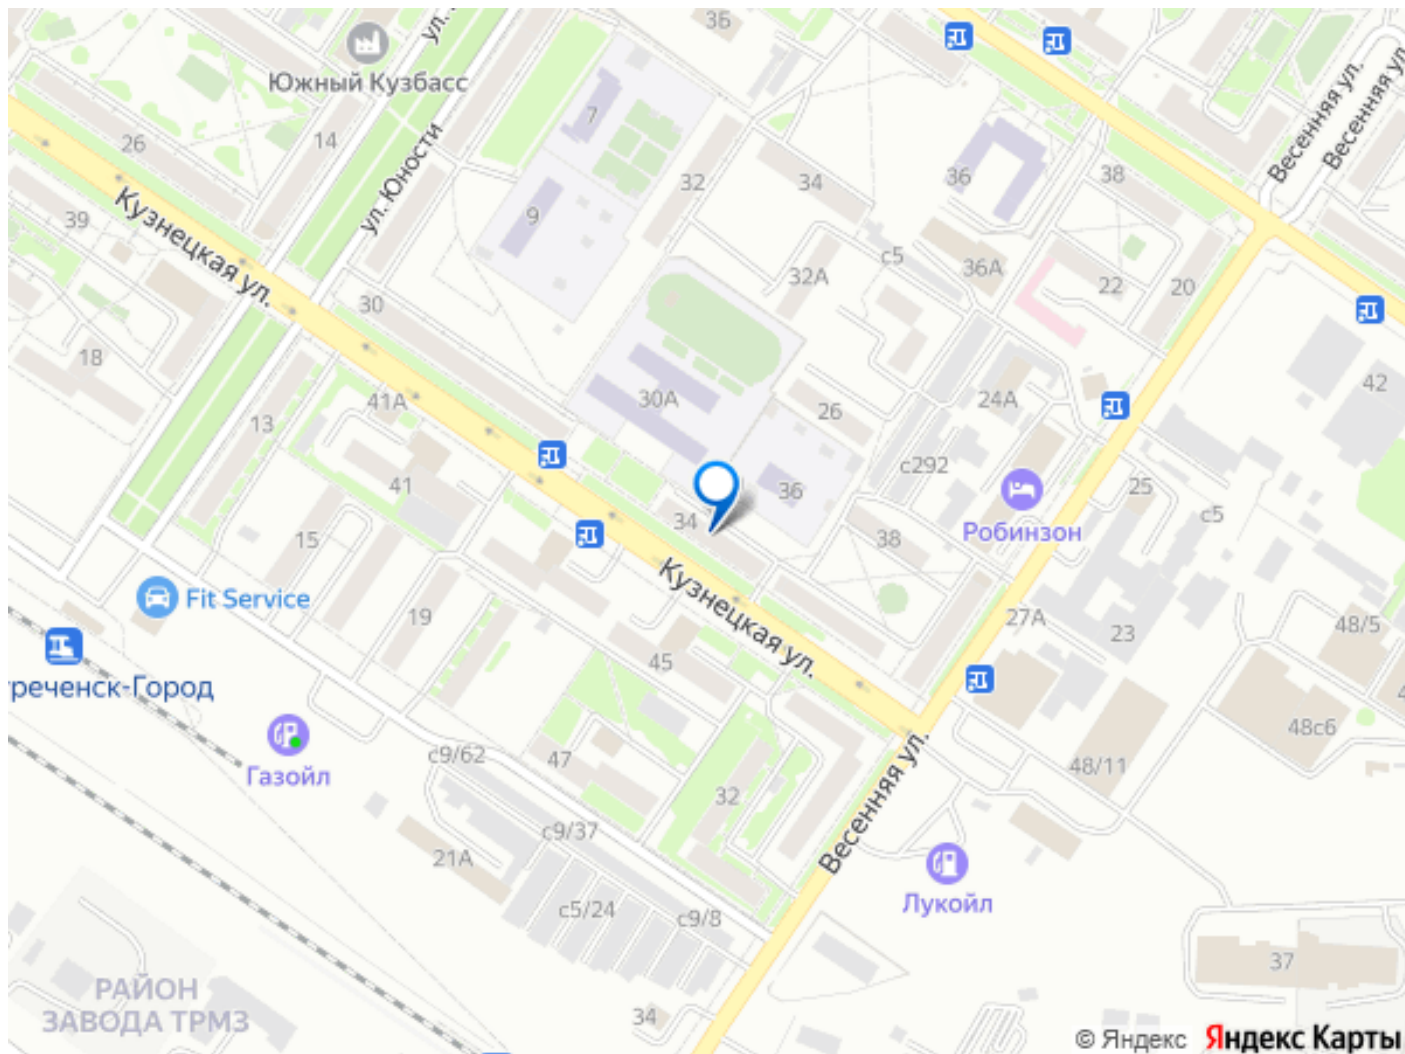 3Б
ул.
Южный Кузбасс
Весенняя ул.
Весенняя ул.
7
26
14
ул. Юности
32
34
36
38
39
Кузнецкая ул.
9
с5
32А
36А
22
20
30
18
42
41А
30А
26
24А
13
с292
41
36
25
34
с5
Робинзон
15
38
Кузнецкая ул.
Fit Service
19
27А
23
48/5
45
уреченск-Город
48с6
Газойл
с9/62
47
48/11
32
Весенняя ул.
с9/37
21А
Лукойл
с5/24
с9/8
37
РАЙОН
ЗАВОДА ТРМЗ
34
© Яндекс Яндекс Карты